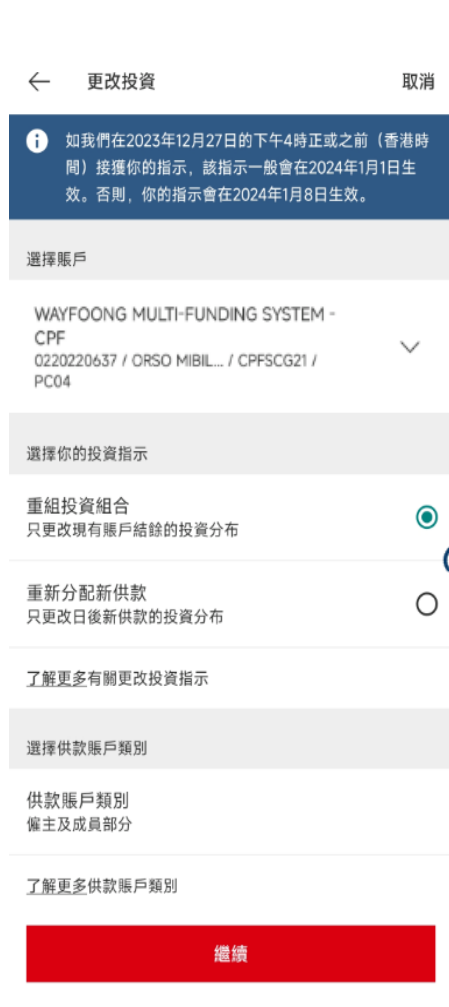 更改投資
取消
如我們在2023年12月27日的下午4時正或之前（香港時
間）接獲你的指示，該指示一般會在2024年1月1日生
效。否則，你的指示會在2024年1月8日生效。
選擇賬戶
WAYFOONG MULTI-FUNDING SYSTEM -
CPF
0220220637 / ORSO MIBIL... / CPFSCG21 /
PC04
選擇你的投資指示
重組投資組合
只更改現有賬戶結餘的投資分布
重新分配新供款
只更改日後新供款的投資分布
了解更多有關更改投資指示
選擇供款賬戶類別
供款賬戶類別
僱主及成員部分
了解更多供款賬戶類別
繼續